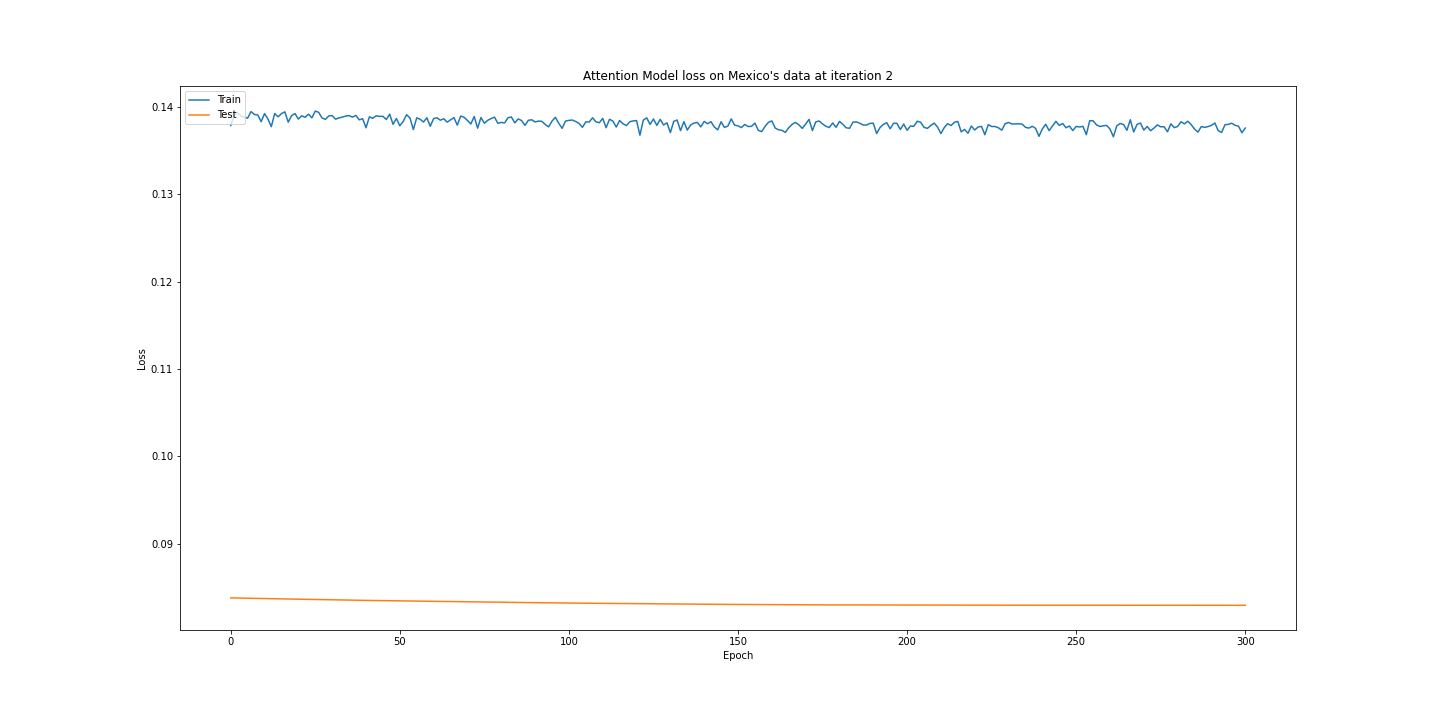 Attention Model loss on Mexico's data at iteration 2
Train
Test
0.14
0.13
0.12
0.11
0.10
0.09
Loss
0
50
100
150
200
250
300
Epoch